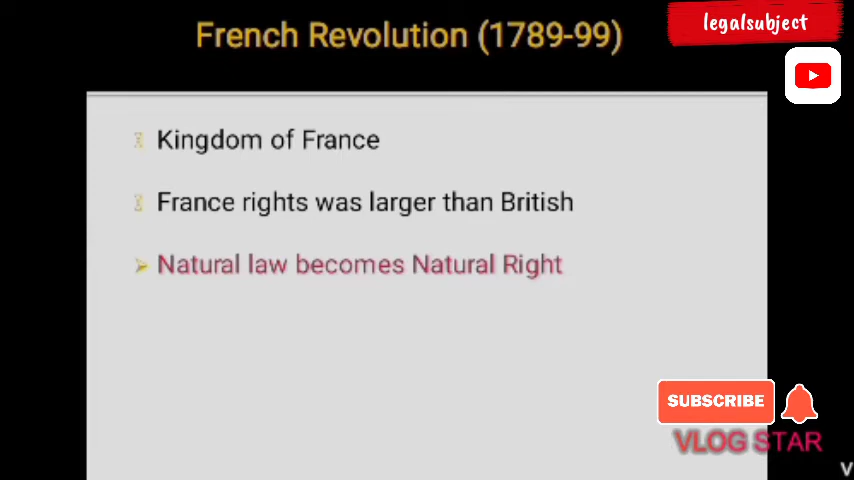 French Revolution (1789-99)
legalsubject
Kingdom of France
France rights was larger than British
Natural law becomes Natural Right
SUBSCRIBE
VLOG STAR
V